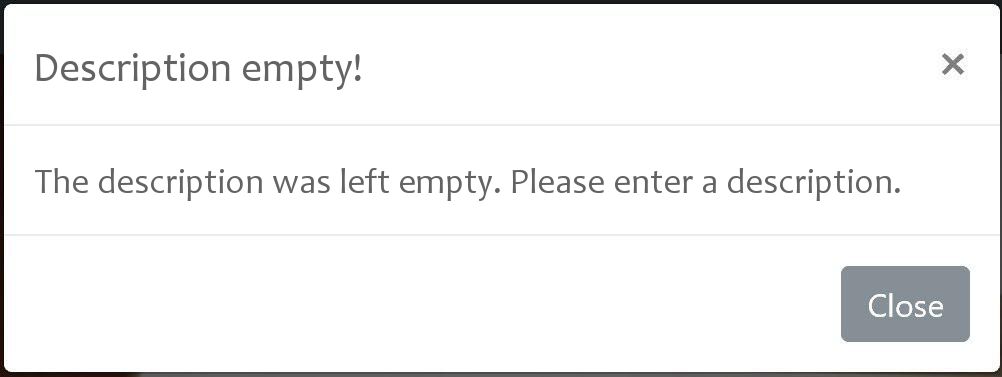 Description empty!
×
The description was left empty. Please enter a description.
Close